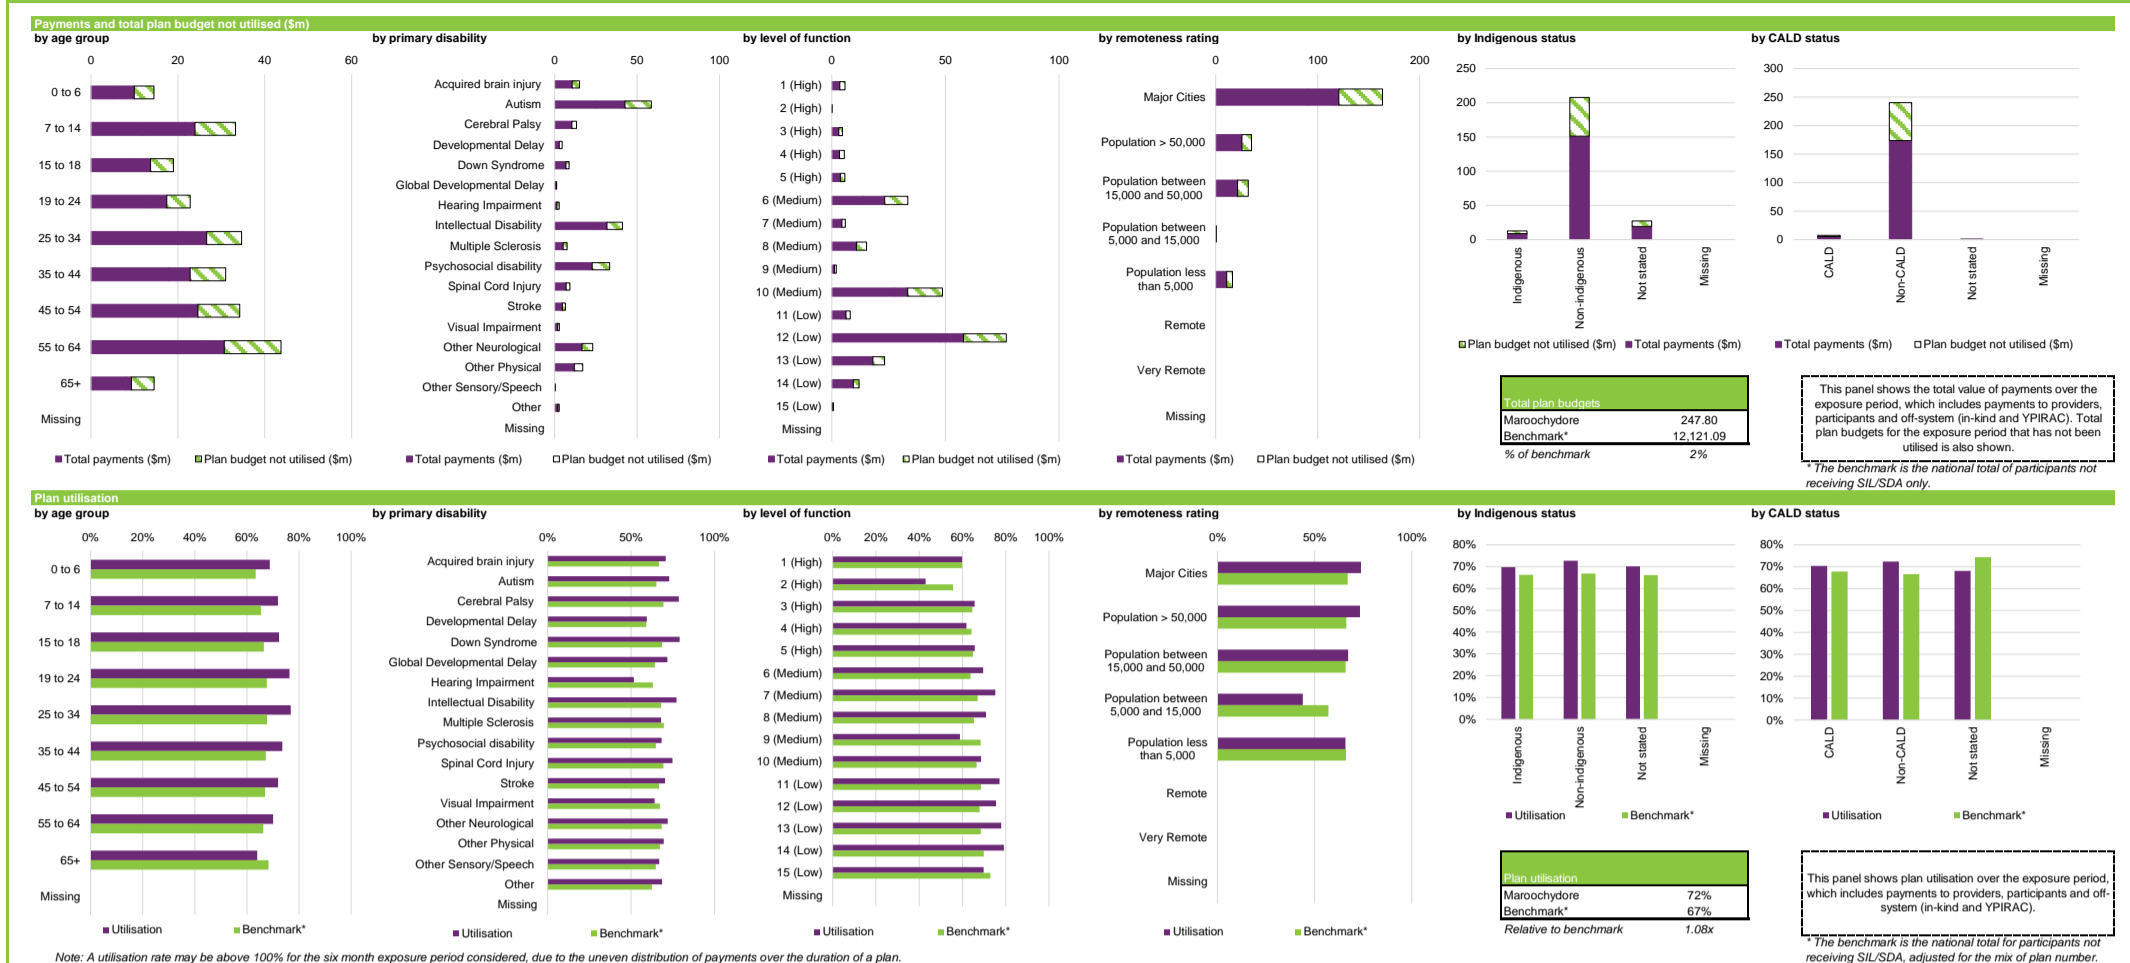 Payments and total plan budget not utilised ($m)
by age group
0 20 40 60
0 to 6
7 to 14
15 to 18
19 to 24
25 to 34
35 to 44
45 to 54
55 to 64
65+
Missing
Total payments ($m) Plan budget not utilised ($m)
by primary disability
0 50 100
Acquired brain injury
Autism
Cerebral Palsy
Developmental Delay
Down Syndrome
Global Developmental Delay
Hearing Impairment
Intellectual Disability
Multiple Sclerosis
Psychosocial disability
Spinal Cord Injury
Stroke
Visual Impairment
Other Neurological
Other Physical
Other Sensory/Speech
Other
Missing
Total payments ($m) Plan budget not utilised ($m)
by level of function
0 50 100
1 (High)
2 (High)
3 (High)
4 (High)
5 (High)
6 (Medium)
7 (Medium)
8 (Medium)
9 (Medium)
10 (Medium)
11 (Low)
12 (Low)
13 (Low)
14 (Low)
15 (Low)
Missing
Total payments ($m) Plan budget not utilised ($m)
by remoteness rating
0 100 200
Major Cities
Population > 50,000
Population between
15,000 and 50,000
Population between
5,000 and 15,000
Population less
than 5,000
Remote
Very Remote
Missing
Total payments ($m) Plan budget not utilised ($m)
by Indigenous status
250
200
150
100
50
0
Indigenous
Non-indigenous
Not stated
Missing
Plan budget not utilised ($m) Total payments ($m)
Total plan budgets
Maroochydore 247.80
Benchmark* 12,121.09
% of benchmark 2%
by CALD status
300
250
200
150
100
50
0
CALD
Non-CALD
Not stated
Missing
Total payments ($m) Plan budget not utilised ($m)
This panel shows the total value of payments over the
exposure period, which includes payments to providers,
participants and off-system (in-kind and YPIRAC). Total
plan budgets for the exposure period that has not been
utilised is also shown.
* The benchmark is the national total of participants not
receiving SIL/SDA only.
Plan utilisation
by age group
0% 20% 40% 60% 80% 100%
0 to 6
7 to 14
15 to 18
19 to 24
25 to 34
35 to 44
45 to 54
55 to 64
65+
Missing
Utilisation Benchmark*
by primary disability
0% 50% 100%
Acquired brain injury
Autism
Cerebral Palsy
Developmental Delay
Down Syndrome
Global Developmental Delay
Hearing Impairment
Intellectual Disability
Multiple Sclerosis
Psychosocial disability
Spinal Cord Injury
Stroke
Visual Impairment
Other Neurological
Other Physical
Other Sensory/Speech
Other
Missing
Utilisation Benchmark*
by level of function
0% 20% 40% 60% 80% 100%
1 (High)
2 (High)
3 (High)
4 (High)
5 (High)
6 (Medium)
7 (Medium)
8 (Medium)
9 (Medium)
10 (Medium)
11 (Low)
12 (Low)
13 (Low)
14 (Low)
15 (Low)
Missing
Utilisation Benchmark*
by remoteness rating
0% 50% 100%
Major Cities
Population > 50,000
Population between
15,000 and 50,000
Population between
5,000 and 15,000
Population less
than 5,000
Remote
Very Remote
Missing
Utilisation Benchmark*
by Indigenous status
80%
70%
60%
50%
40%
30%
20%
10%
0%
Indigenous
Non-indigenous
Not stated
Missing
Utilisation Benchmark*
Plan utilisation
Maroochydore 72%
Benchmark* 67%
Relative to benchmark 1.08x
by CALD status
80%
70%
60%
50%
40%
30%
20%
10%
0%
CALD
Non-CALD
Not stated
Missing
Utilisation Benchmark*
This panel shows plan utilisation over the exposure period,
which includes payments to providers, participants and off-
system (in-kind and YPIRAC).
* The benchmark is the national total for participants not
receiving SIL/SDA, adjusted for the mix of plan number.
Note: A utilisation rate may be above 100% for the six month exposure period considered, due to the uneven distribution of payments over the duration of a plan.